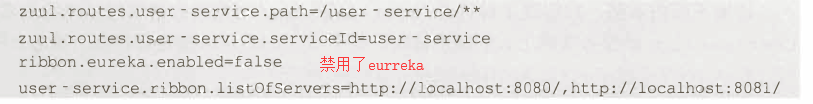 zuul.routes.user-service.path=/user-service/**
zuul.routes.user-service.serviceId=user-service
ribbon.eureka.enabled=false 禁用了eurreka
user-service.ribbon.listOfServers=http://localhost:8080/,http://localhost:8081/